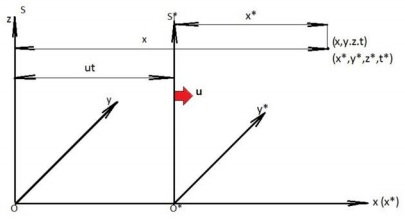 S
z
S*
x*
x
(x,y.z.t)
(x*,y*,z*,t*)
ut
u
y
y*
O
O*
x (x*)